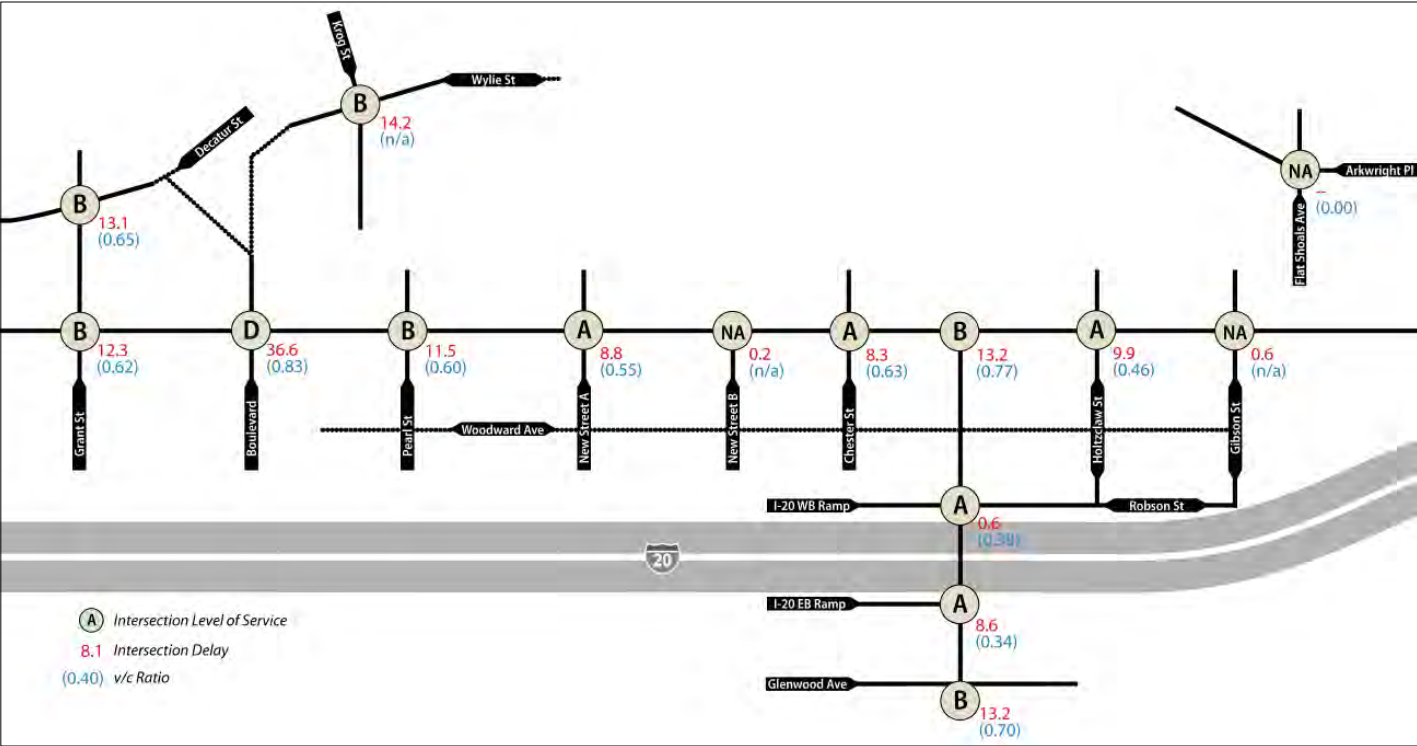 Krog St
Wylie St
B
14.2
(n/a)
Decatur St
B
13.1
(0.65)
NA
Arkwright Pl
--
(0.00)
Flat Shoals Ave
B
12.3
(0.62)
D
36.6
(0.83)
B
11.5
(0.60)
A
8.8
(0.55)
NA
0.2
(n/a)
A
8.3
(0.63)
B
13.2
(0.77)
A
9.9
(0.46)
NA
0.6
(n/a)
Grant St
Boulevard
Pearl St
New Street A
New Street B
Chester St
Holtzclaw St
Gibson St
Woodward Ave
I-20 WB Ramp
A
0.6
Robson St
20
I-20 EB Ramp
A
8.6
(0.34)
Glenwood Ave
B
13.2
(0.70)
A Intersection Level of Service
8.1 Intersection Delay
(0.40) v/c Ratio